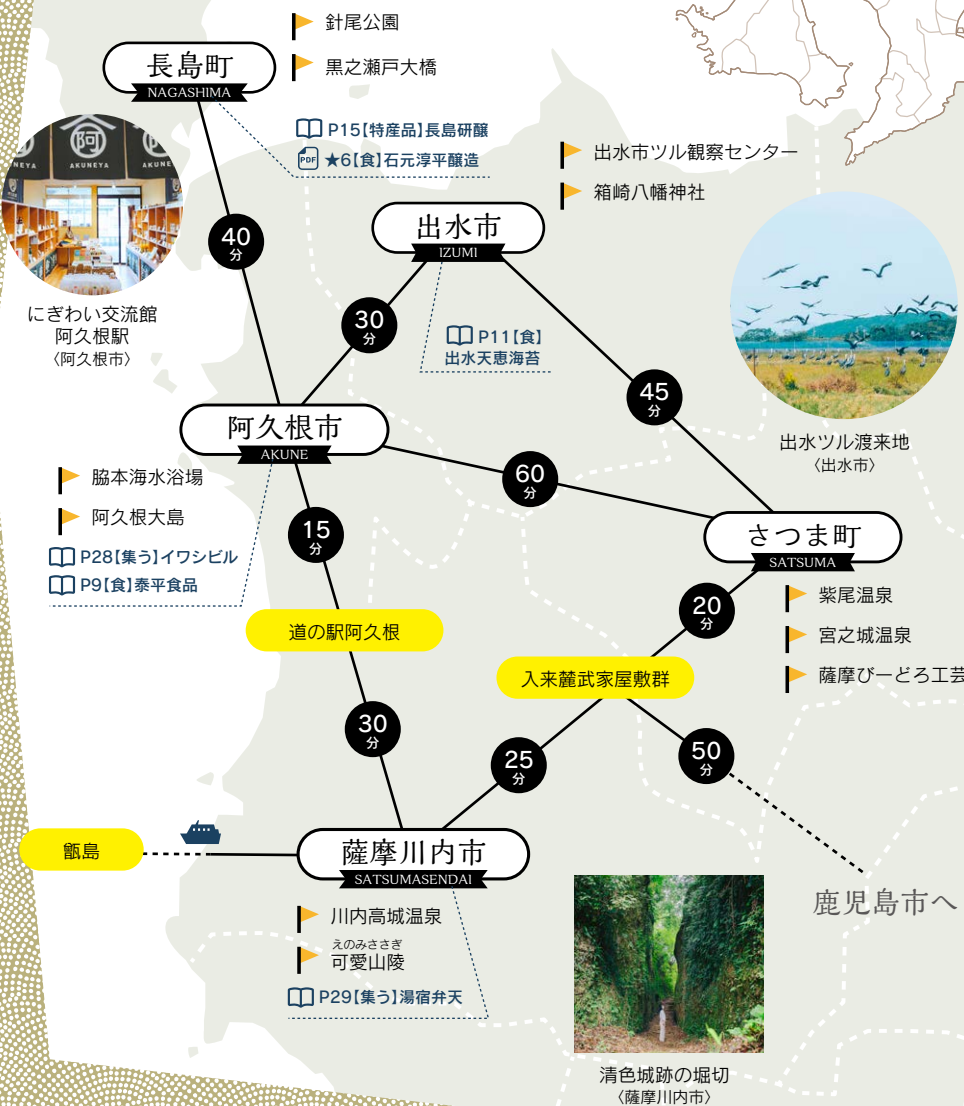 針尾公園
黒之瀬戸大橋
長島町
NAGASHIMA
P15【特産品】長島研醸
PDF ★6【食】石元淳平醸造
阿
AKUNEYA
AKUNEYA
にぎわい交流館
阿久根駅
〈阿久根市〉
40
分
出水市ツル観察センター
箱崎八幡神社
出水市
IZUMI
30
分
P11【食】
出水天恵海苔
45
分
出水ツル渡来地
〈出水市〉
阿久根市
AKUNE
脇本海水浴場
阿久根大島
P28【集う】イワシビル
P9【食】泰平食品
60
分
15
分
さつま町
SATSUMA
紫尾温泉
宮之城温泉
薩摩びーどろ工芸
20
分
道の駅阿久根
入来麓武家屋敷群
30
分
25
分
50
分
甑島
薩摩川内市
SATSUMASENDAI
川内高城温泉
えのみささぎ
可愛山陵
P29【集う】湯宿弁天
鹿児島市へ
清色城跡の堀切
〈薩摩川内市〉